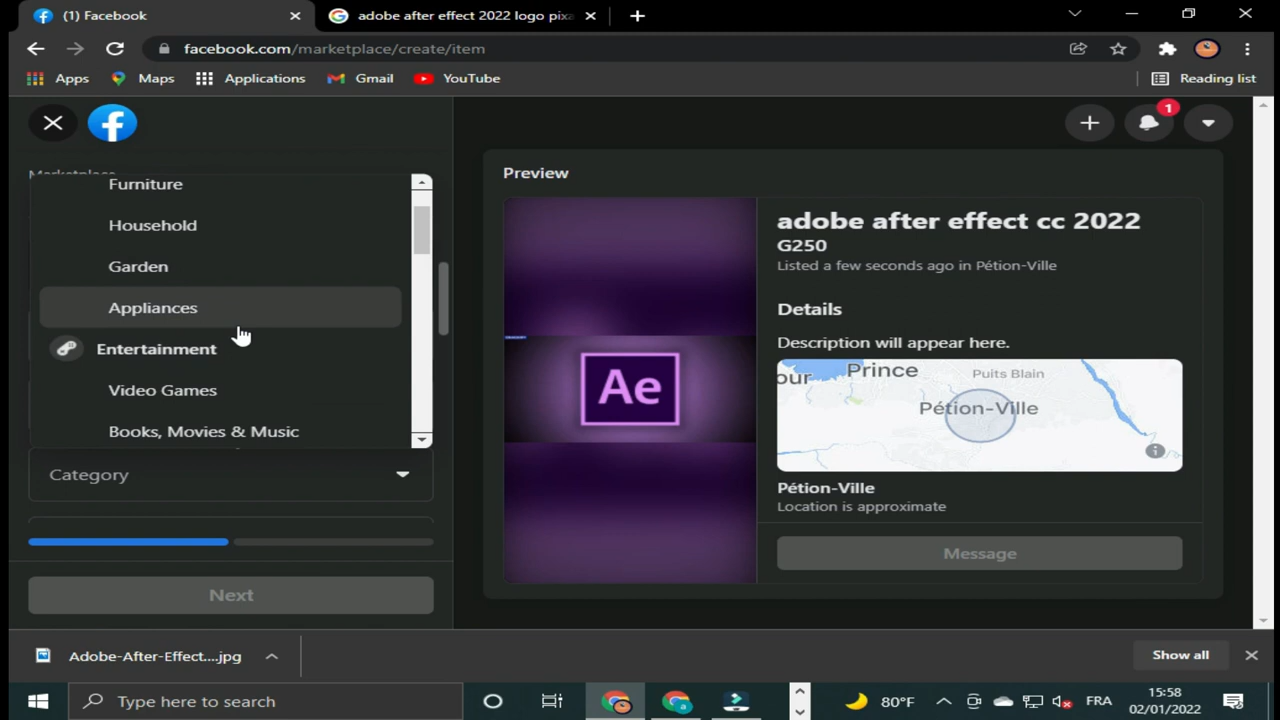 (1) Facebook
adobe after effect 2022 logo pixa
facebook.com/marketplace/create/item
Apps
Maps
Applications
Gmail
YouTube
Reading list
Marketplace
Furniture
Household
Garden
Appliances
Entertainment
Video Games
Books, Movies & Music
Category
Next
1
Preview
Ae
adobe after effect cc 2022
G250
Listed a few seconds ago in Pétion-Ville
Details
Description will appear here.
our Prince
Puits Blain
Pétion-Ville
Pétion-Ville
Location is approximate
Message
Adobe-After-Effect....jpg
Show all
Type here to search
80°F
FRA
15:58
02/01/2022